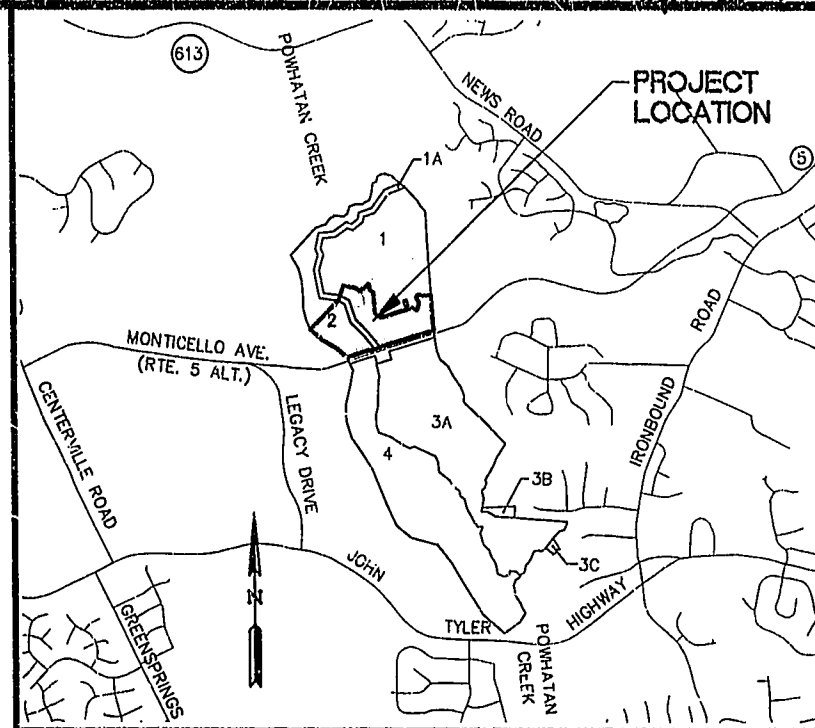 613
POWHATAN CREEK
NEWS ROAD
PROJECT
LOCATION
5
1A
1
2
MONTICELLO AVE.
(RTE. 5 ALT.)
CENTERVILLE ROAD
LEGACY DRIVE
3A
4
IRONBOUND ROAD
3B
3C
N
JOHN TYLER HIGHWAY
POWHATAN
CREEK
GREENSPRINGS